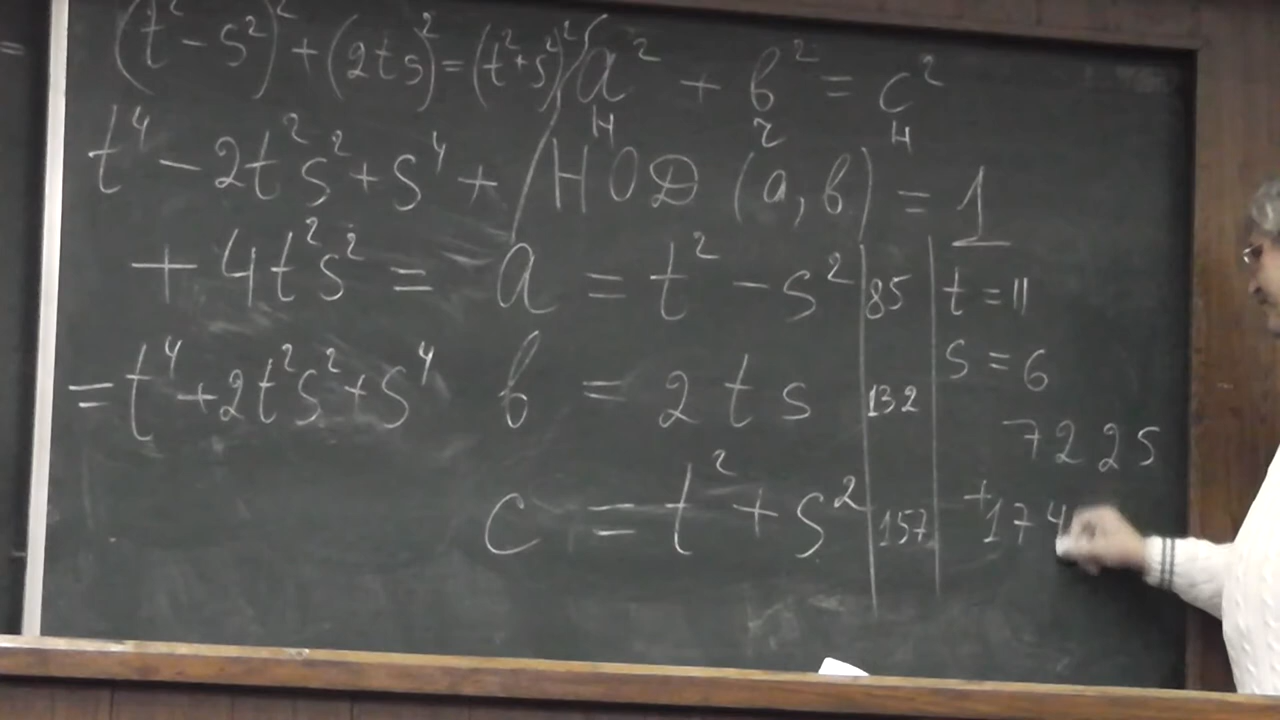 (t² - s²)² + (2ts)² = (t² + s²)²
t⁴ - 2t²s² + s⁴ +
+ 4t²s² =
= t⁴ + 2t²s² + s⁴
a² + b² = c²
н ч н
НОД (a, b) = 1
a = t² - s² | 85
b = 2ts | 132
c = t² + s² | 157
t = 11
s = 6
7225
+ 174